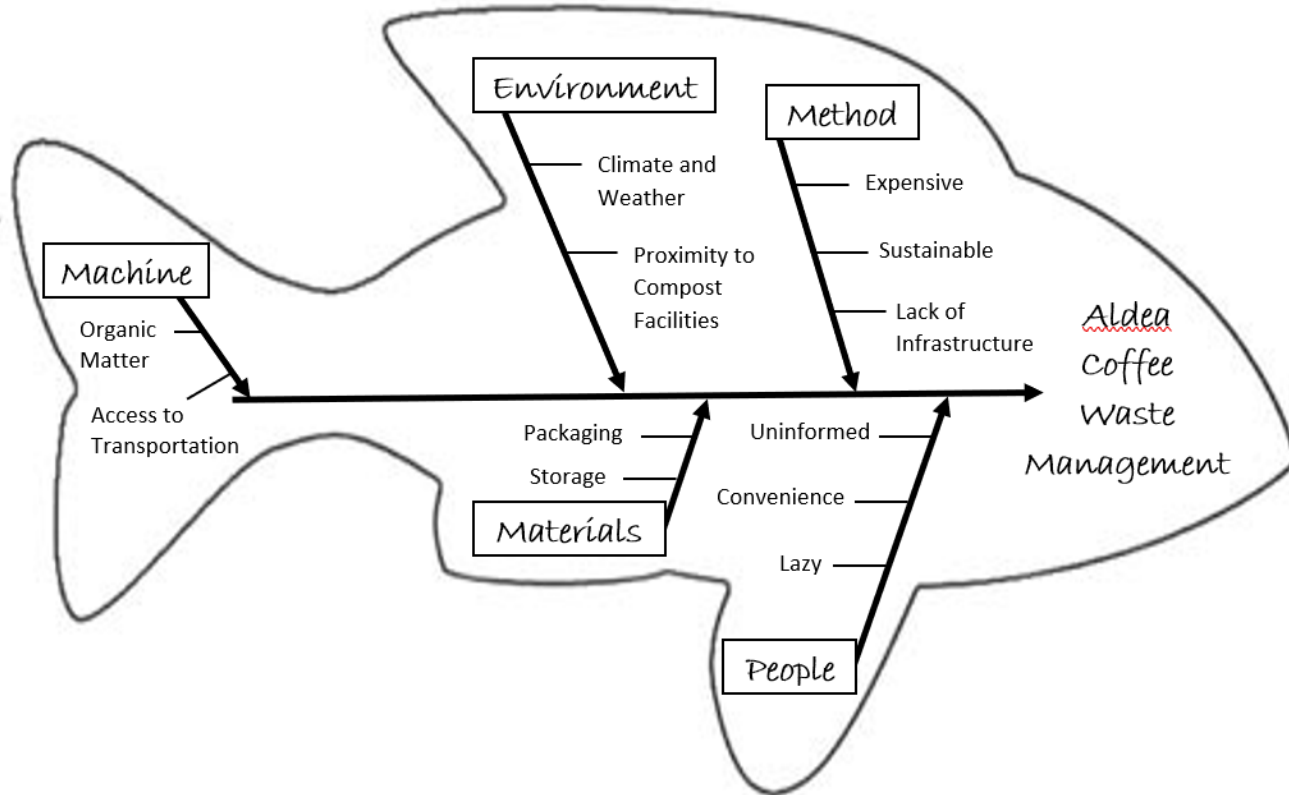 Environment
Climate and
Weather
Proximity to
Compost
Facilities
Method
Expensive
Sustainable
Lack of
Infrastructure
Machine
Organic
Matter
Access to
Transportation
Packaging
Storage
Materials
Uninformed
Convenience
Lazy
People
Aldea
Coffee
Waste
Management